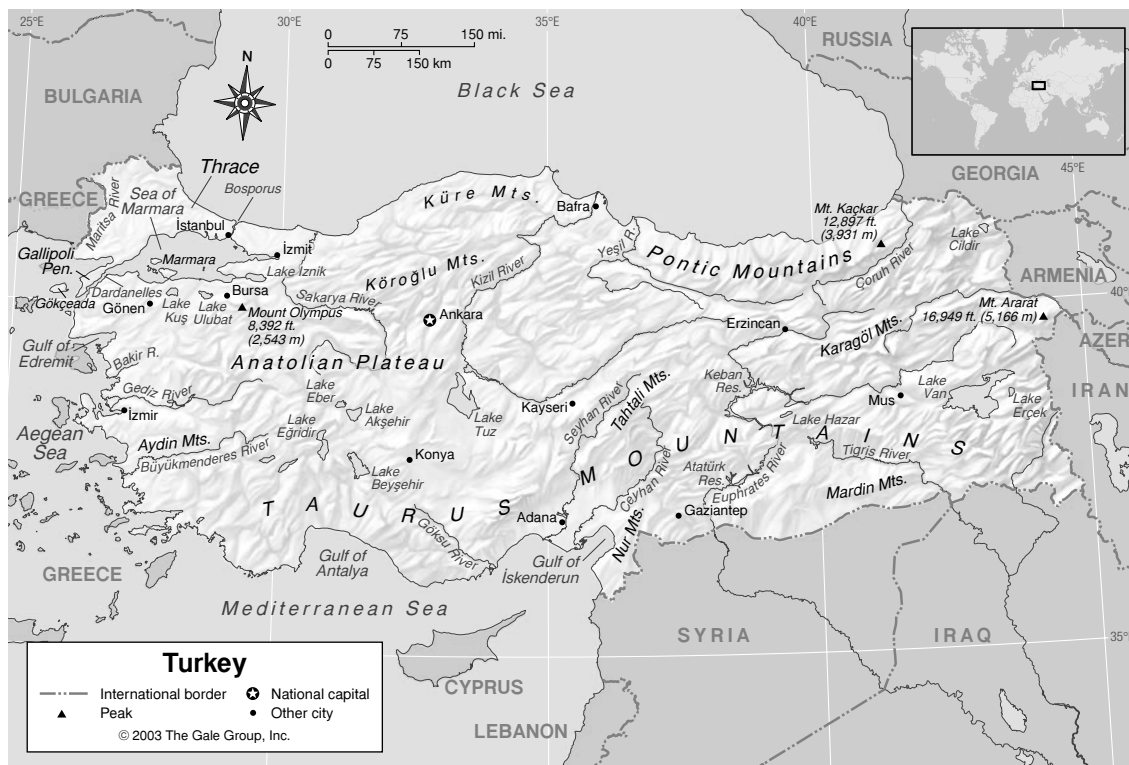 25°E
30°E
35°E
40°E
45°E
0 75 150 mi.
0 75 150 km
N
RUSSIA
BULGARIA
Black Sea
GEORGIA
Thrace
Bosporus
GREECE
Maritsa River
Sea of
Marmara
İstanbul
Küre Mts.
Bafra
Mt. Kaçkar
12,897 ft.
(3,931 m)
Lake
Cildir
Gallipoli
Pen.
Marmara
İzmit
Lake Iznik
Köroğlu Mts.
Kizil River
Yeşil R.
Pontic Mountains
Çoruh River
ARMENIA
40°N
Gökçeada
Dardanelles
Gönen
Lake
Kuş
Lake
Ulubat
Bursa
Mount Olympus
8,392 ft.
(2,543 m)
Sakarya River
Ankara
Erzincan
Karagöl Mts.
Mt. Ararat
16,949 ft. (5,166 m)
AZER
Gulf of
Edremit
Bakir R.
Anatolian Plateau
IRAN
Gediz River
İzmir
Lake
Eber
Lake
Akşehir
Lake
Tuz
Kayseri
Seyhan River
Tahtali Mts.
Keban
Res.
Lake Hazar
Mus
Lake
Van
Lake
Erçek
Aegean
Sea
Aydin Mts.
Lake
Eğridir
Büyükmenderes River
Konya
Lake
Beyşehir
TAURUS MOUNTAINS
Tigris River
Atatürk
Res.
Euphrates River
Mardin Mts.
Ceyhan River
Adana
Göksu River
Nur Mts.
Gaziantep
Gulf of
Antalya
Gulf of
İskenderun
GREECE
Mediterranean Sea
SYRIA
IRAQ
35°
CYPRUS
LEBANON
Turkey
International border
National capital
Peak
Other city
© 2003 The Gale Group, Inc.